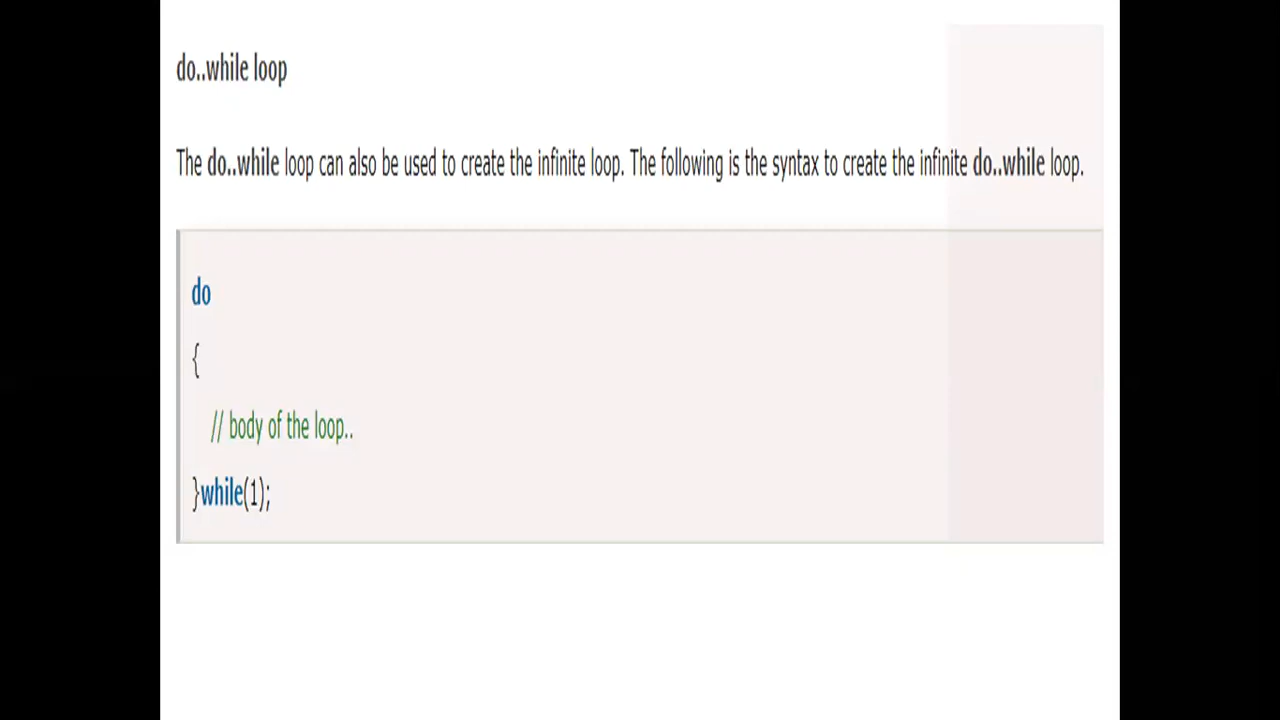 do..while loop
The do..while loop can also be used to create the infinite loop. The following is the syntax to create the infinite do..while loop.
do
{
// body of the loop..
}while(1);